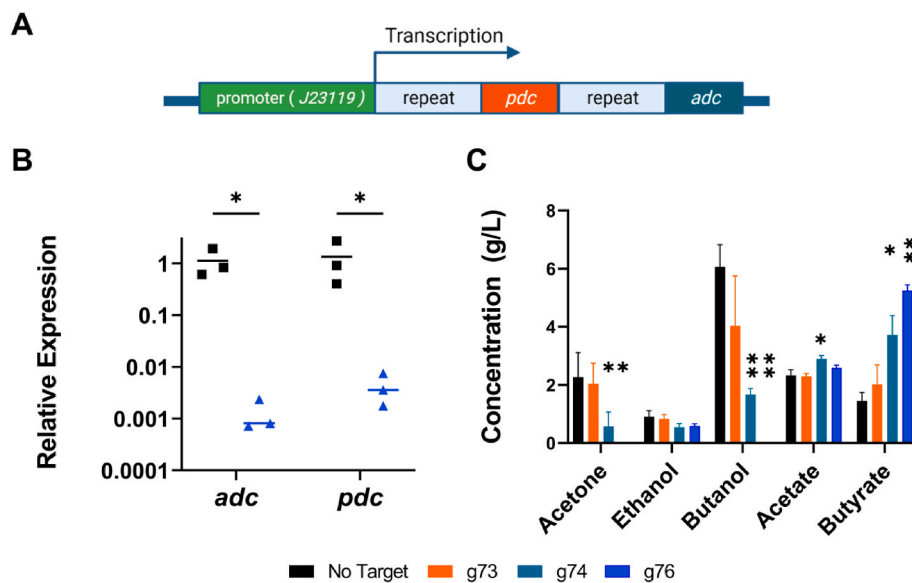 A
Transcription
promoter ( J23119 )
repeat
pdc
repeat
adc
B
Relative Expression
1
0.1
0.01
0.001
0.0001
*
*
adc
pdc
C
Concentration (g/L)
8
6
4
2
0
* *
* *
* *
*
*
* *
Acetone
Ethanol
Butanol
Acetate
Butyrate
No Target
g73
g74
g76